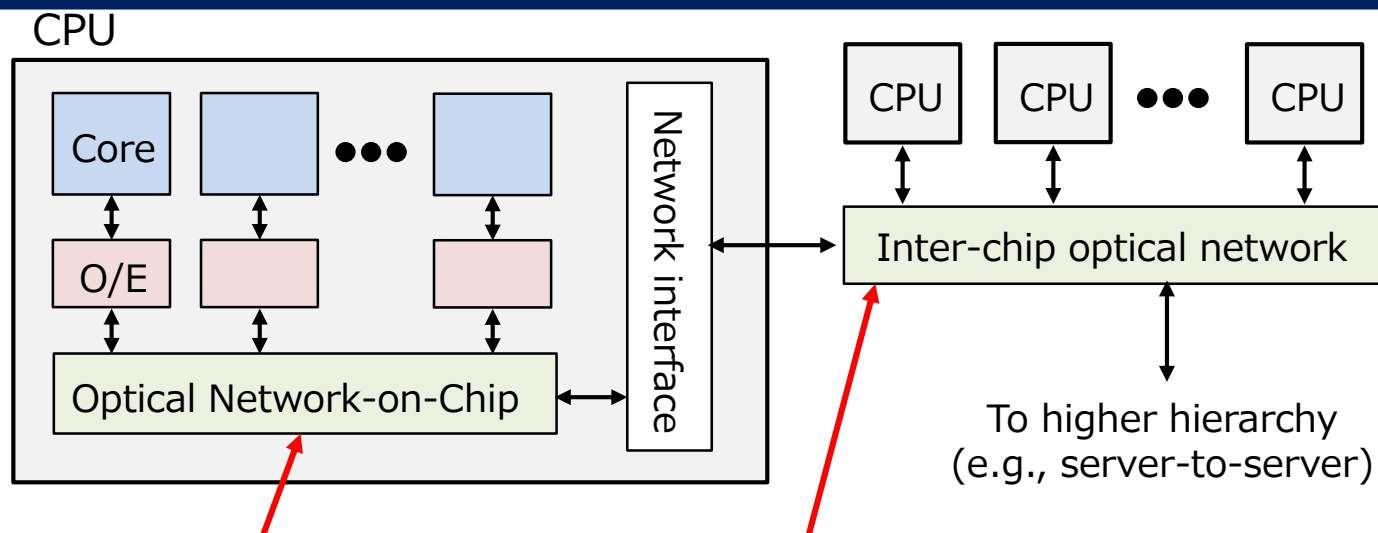 CPU
Core
O/E
Optical Network-on-Chip
Network interface
CPU
CPU
CPU
Inter-chip optical network
To higher hierarchy
(e.g., server-to-server)